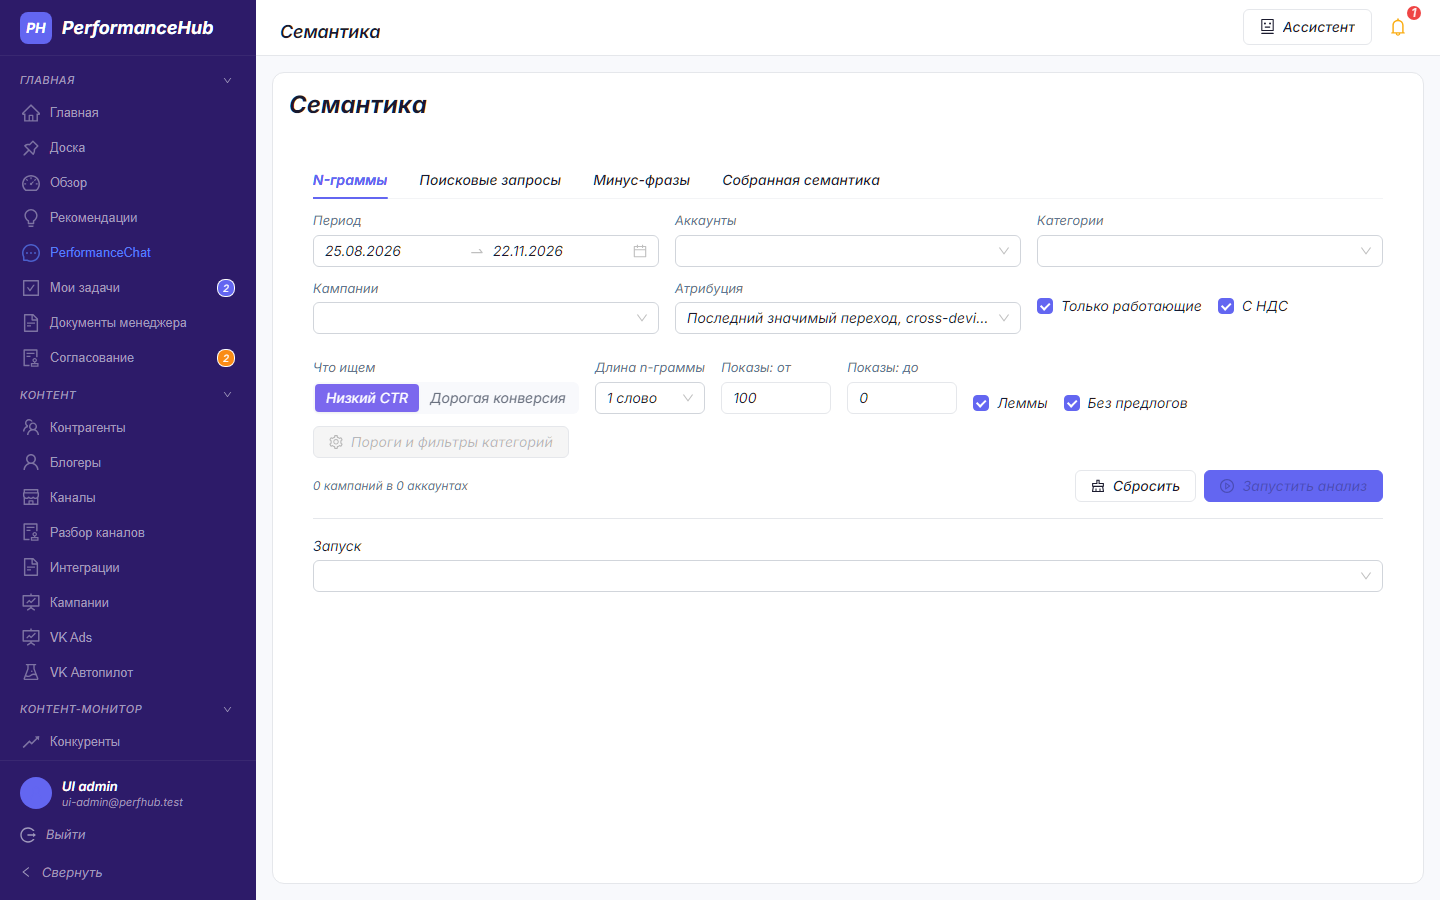 PH PerformanceHub
ГЛАВНАЯ
Главная
Доска
Обзор
Рекомендации
PerformanceChat
Мои задачи 2
Документы менеджера
Согласование 2
КОНТЕНТ
Контрагенты
Блогеры
Каналы
Разбор каналов
Интеграции
Кампании
VK Ads
VK Автопилот
КОНТЕНТ-МОНИТОР
Конкуренты
UI admin
ui-admin@perfhub.test
Выйти
Свернуть
Семантика
Ассистент 1
Семантика
N-граммы Поисковые запросы Минус-фразы Собранная семантика
Период Аккаунты Категории
25.08.2026 22.11.2026
Кампании Атрибуция
Последний значимый переход, cross-devi... Только работающие С НДС
Что ищем Длина n-граммы Показы: от Показы: до
Низкий CTR Дорогая конверсия 1 слово 100 0 Леммы Без предлогов
Пороги и фильтры категорий
0 кампаний в 0 аккаунтах Сбросить Запустить анализ
Запуск